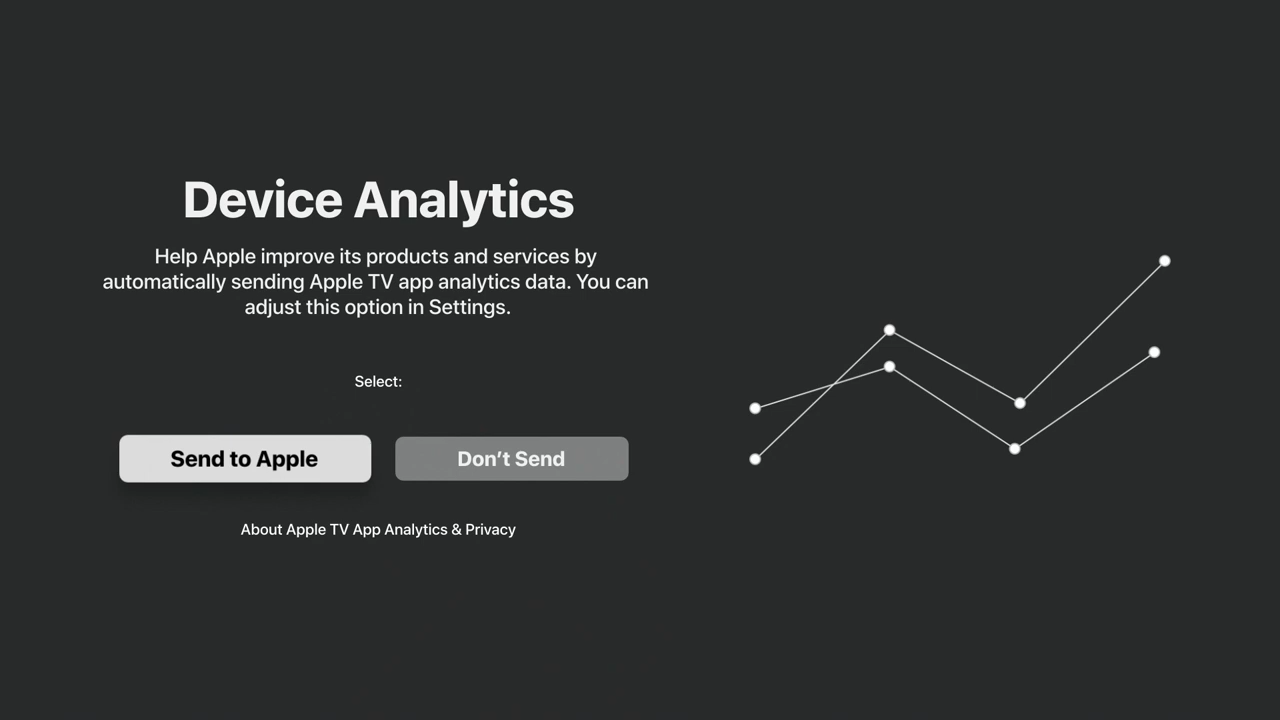 Device Analytics
Help Apple improve its products and services by
automatically sending Apple TV app analytics data. You can
adjust this option in Settings.
Select:
Send to Apple
Don’t Send
About Apple TV App Analytics & Privacy